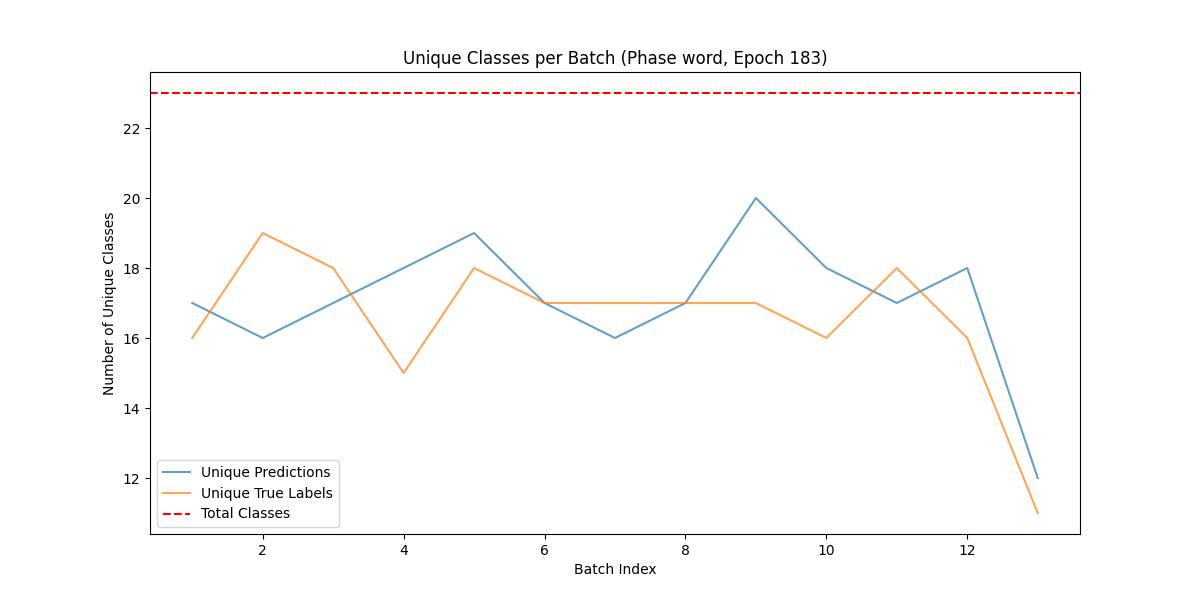 Unique Classes per Batch (Phase word, Epoch 183)
Number of Unique Classes
22
20
18
16
14
12
Unique Predictions
Unique True Labels
Total Classes
2 4 6 8 10 12
Batch Index